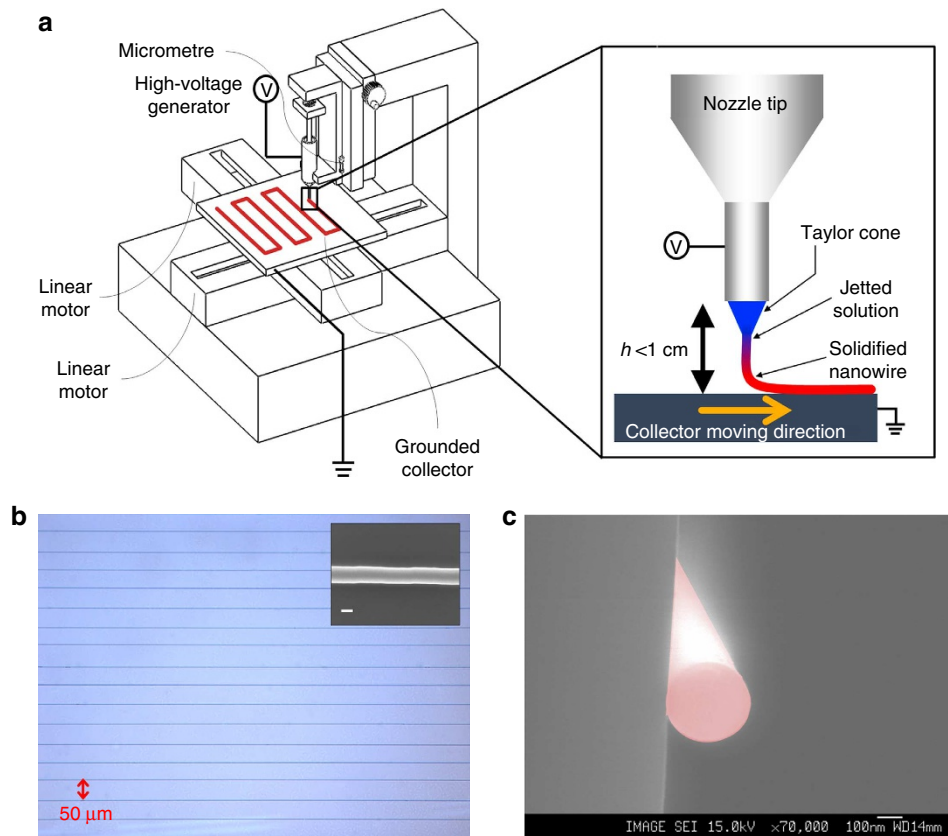 a
Micrometre
High-voltage
generator
V
Linear
motor
Linear
motor
Grounded
collector
Nozzle tip
V
Taylor cone
Jetted
solution
h <1 cm
Solidified
nanowire
Collector moving direction
b
50 μm
c
IMAGE SEI 15.0kV ×70,000 100nm WD14mm